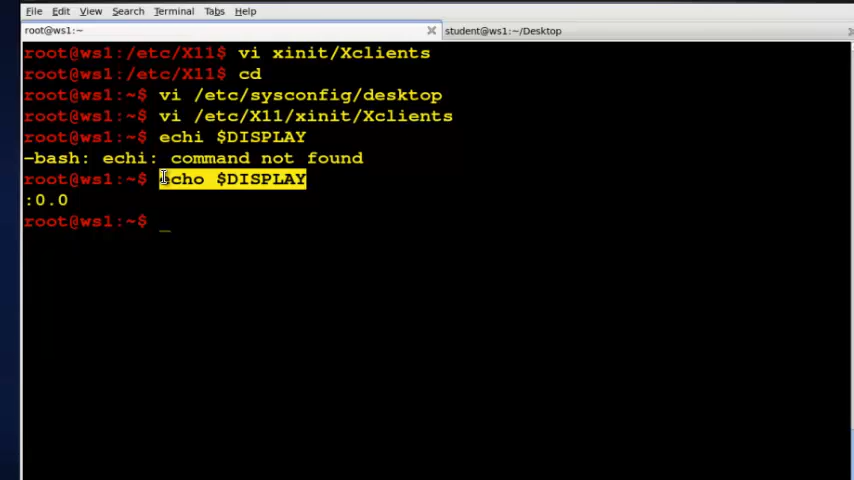 File Edit View Search Terminal Tabs Help
root@ws1:~ student@ws1:~/Desktop
root@ws1:/etc/X11$ vi xinit/Xclients
root@ws1:/etc/X11$ cd
root@ws1:~$ vi /etc/sysconfig/desktop
root@ws1:~$ vi /etc/X11/xinit/Xclients
root@ws1:~$ echi $DISPLAY
-bash: echi: command not found
root@ws1:~$ echo $DISPLAY
:0.0
root@ws1:~$ _